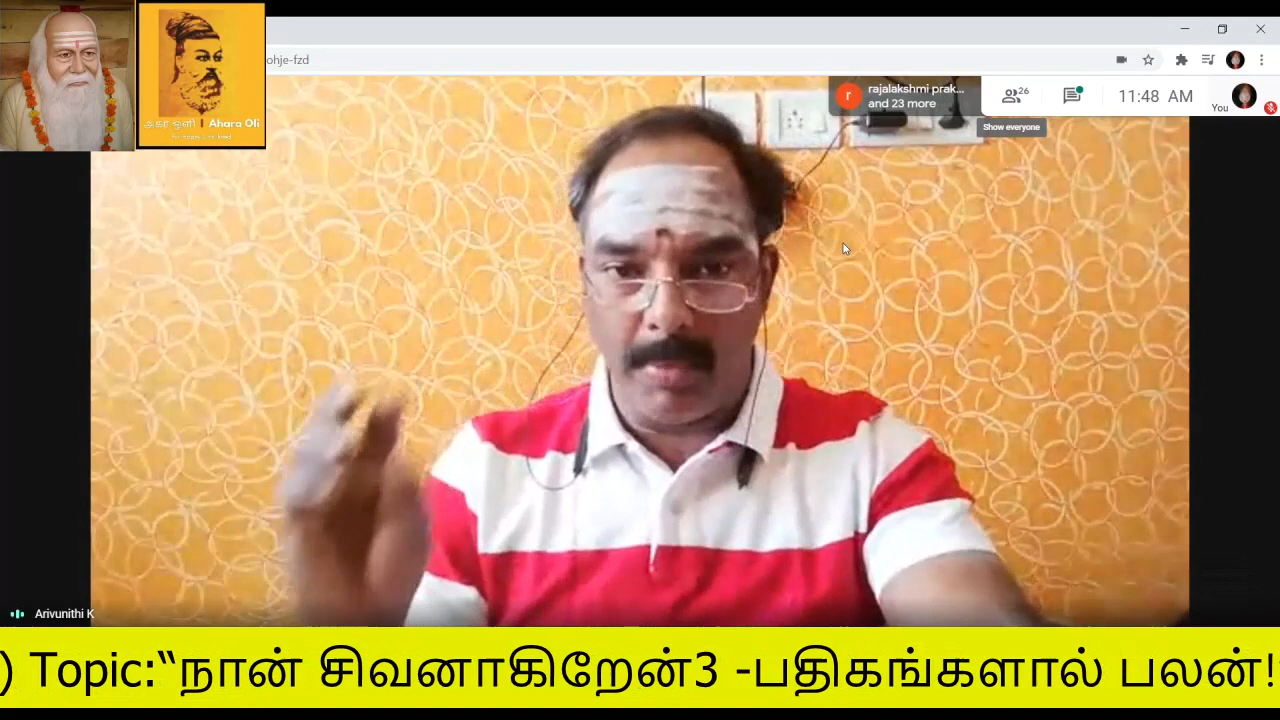 அகர ஒளி | Ahara Oli
ohje-fzd
rajalakshmi prak...
and 23 more
26
11:48 AM
You
r
Show everyone
Arivunithi K
) Topic:“நான் சிவனாகிறேன்3 -பதிகங்களால் பலன்!